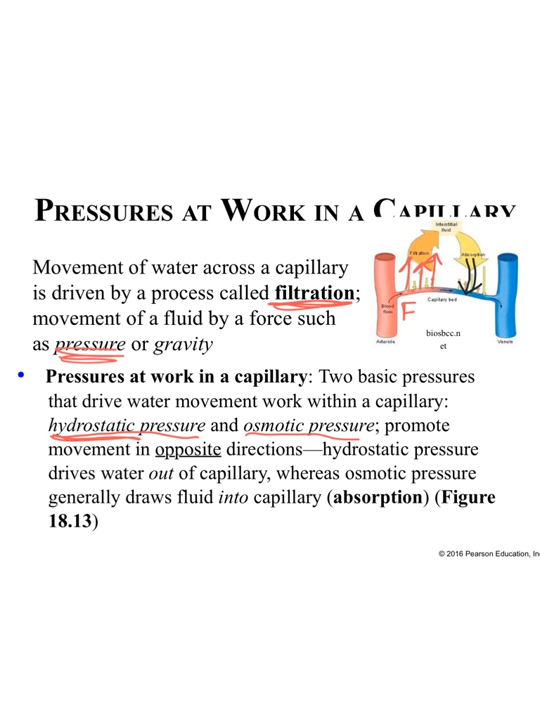 PRESSURES AT WORK IN A CAPILLARY
Interstitial
fluid
Filtration
Absorption
Movement of water across a capillary
is driven by a process called filtration;
movement of a fluid by a force such
as pressure or gravity
Blood
flow
F
Capillary bed
Arteriole
Venule
biosbcc.n
et
• Pressures at work in a capillary: Two basic pressures
that drive water movement work within a capillary:
hydrostatic pressure and osmotic pressure; promote
movement in opposite directions—hydrostatic pressure
drives water out of capillary, whereas osmotic pressure
generally draws fluid into capillary (absorption) (Figure
18.13)
© 2016 Pearson Education, In